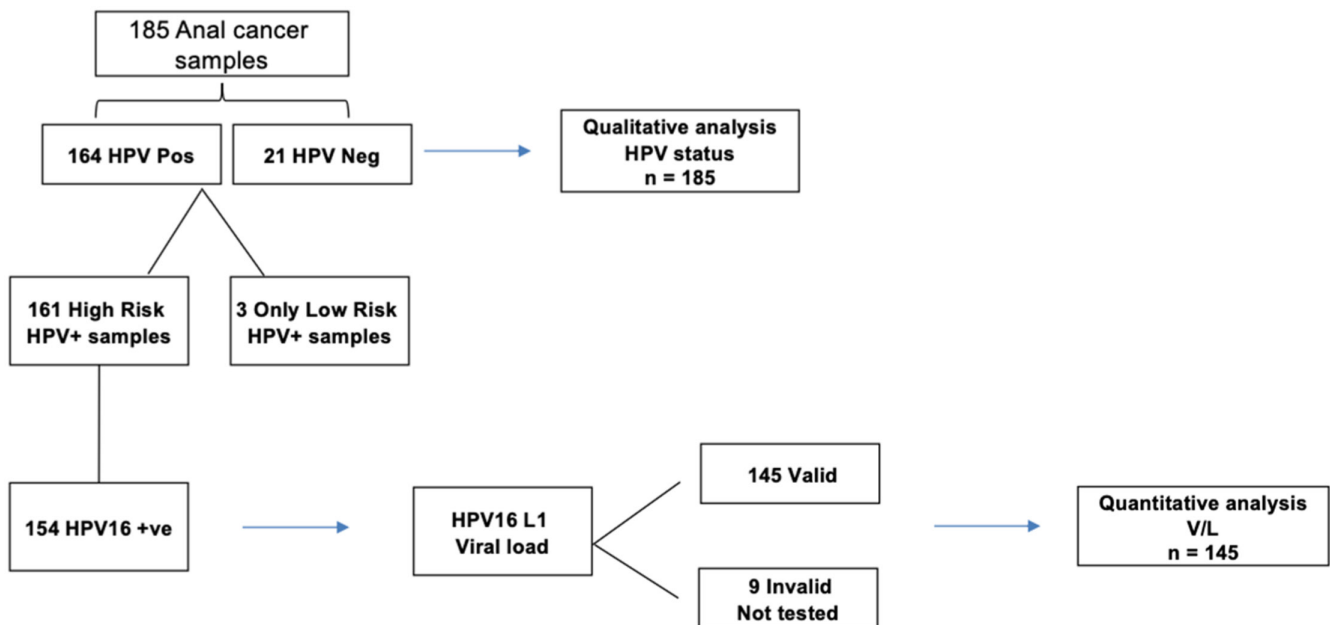 185 Anal cancer
samples
164 HPV Pos
21 HPV Neg
Qualitative analysis
HPV status
n = 185
161 High Risk
HPV+ samples
3 Only Low Risk
HPV+ samples
154 HPV16 +ve
HPV16 L1
Viral load
145 Valid
9 Invalid
Not tested
Quantitative analysis
V/L
n = 145